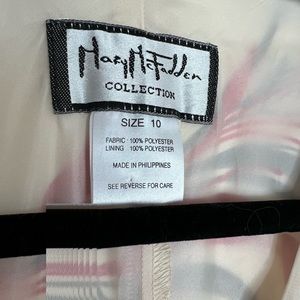 Mary McFadden
COLLECTION
SIZE 10
FABRIC 100% POLYESTER
LINING 100% POLYESTER
MADE IN PHILIPPINES
SEE REVERSE FOR CARE